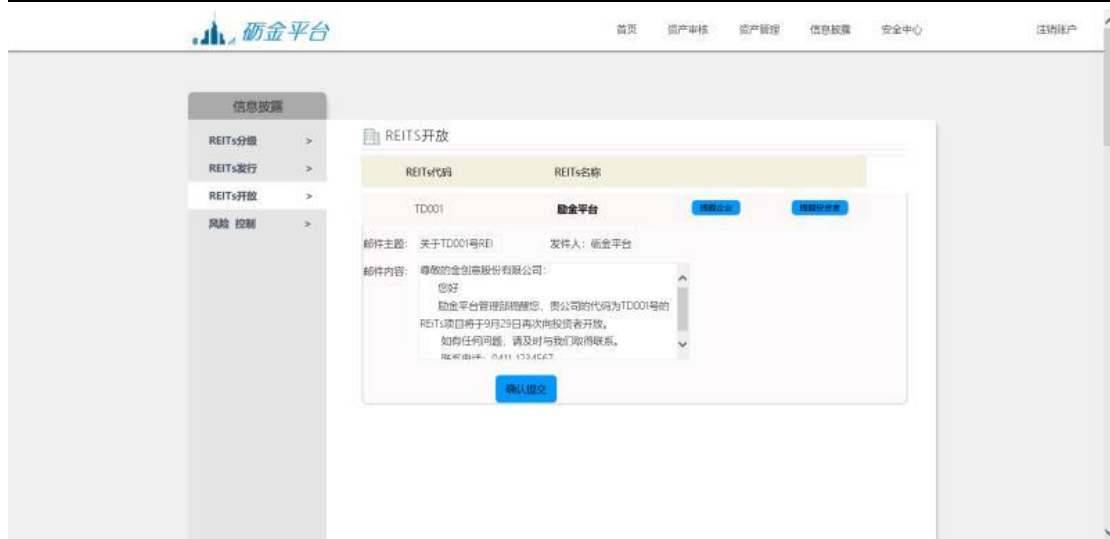 砺金平台
首页 资产审核 资产管理 信息披露 安全中心 注销账户
信息披露
REITs分级 >
REITs发行 >
REITs开放 >
风险 控制 >
REITS开放
REITs代码 REITs名称
TD001 励金平台 提醒企业 提醒投资者
邮件主题: 关于TD001号REI 发件人: 砺金平台
邮件内容: 尊敬的金创意股份有限公司:
您好
励金平台管理部提醒您, 贵公司的代码为TD001号的
REITs项目将于9月29日再次向投资者开放。
如有任何问题, 请及时与我们取得联系。
联系电话: 0411-1234567
确认提交